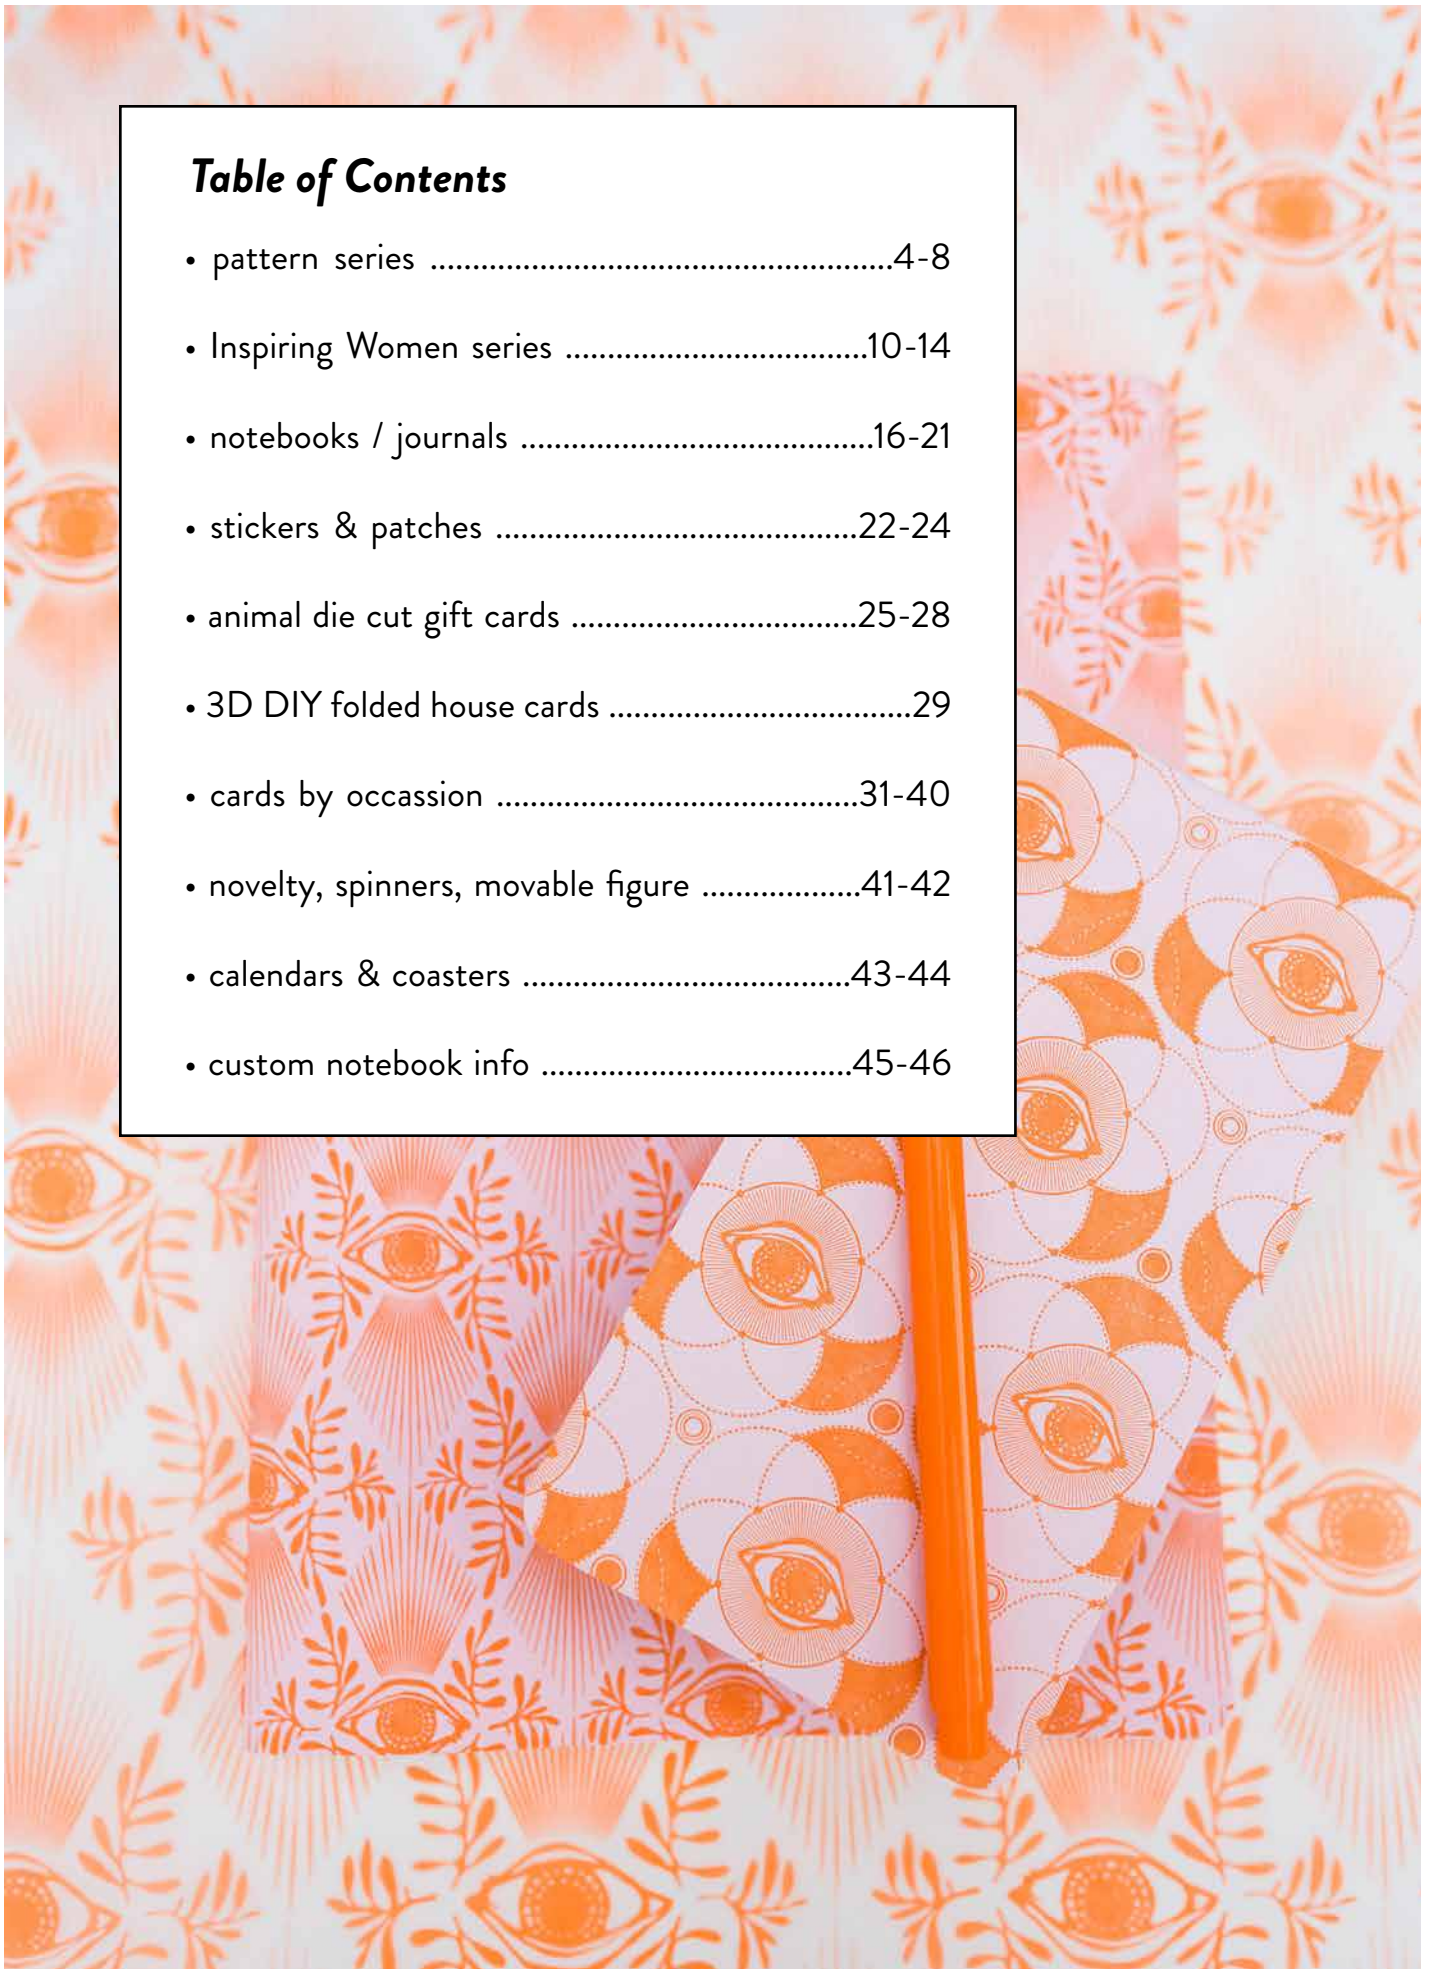 Table of Contents
• pattern series ......................................................4-8
• Inspiring Women series ....................................10-14
• notebooks / journals ..........................................16-21
• stickers & patches ...........................................22-24
• animal die cut gift cards ..................................25-28
• 3D DIY folded house cards ....................................29
• cards by occassion ...........................................31-40
• novelty, spinners, movable figure ...................41-42
• calendars & coasters .......................................43-44
• custom notebook info .....................................45-46